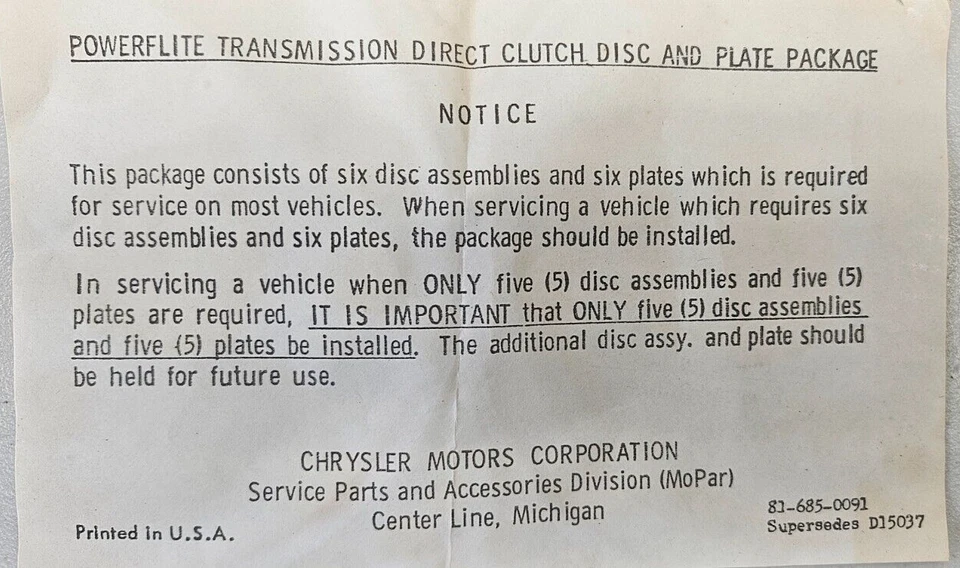 POWERFLITE TRANSMISSION DIRECT CLUTCH DISC AND PLATE PACKAGE
NOTICE
This package consists of six disc assemblies and six plates which is required
for service on most vehicles. When servicing a vehicle which requires six
disc assemblies and six plates, the package should be installed.
In servicing a vehicle when ONLY five (5) disc assemblies and five (5)
plates are required, IT IS IMPORTANT that ONLY five (5) disc assemblies
and five (5) plates be installed. The additional disc assy. and plate should
be held for future use.
CHRYSLER MOTORS CORPORATION
Service Parts and Accessories Division (MoPar)
Center Line, Michigan
Printed in U.S.A.
81-685-0091
Supersedes D15037